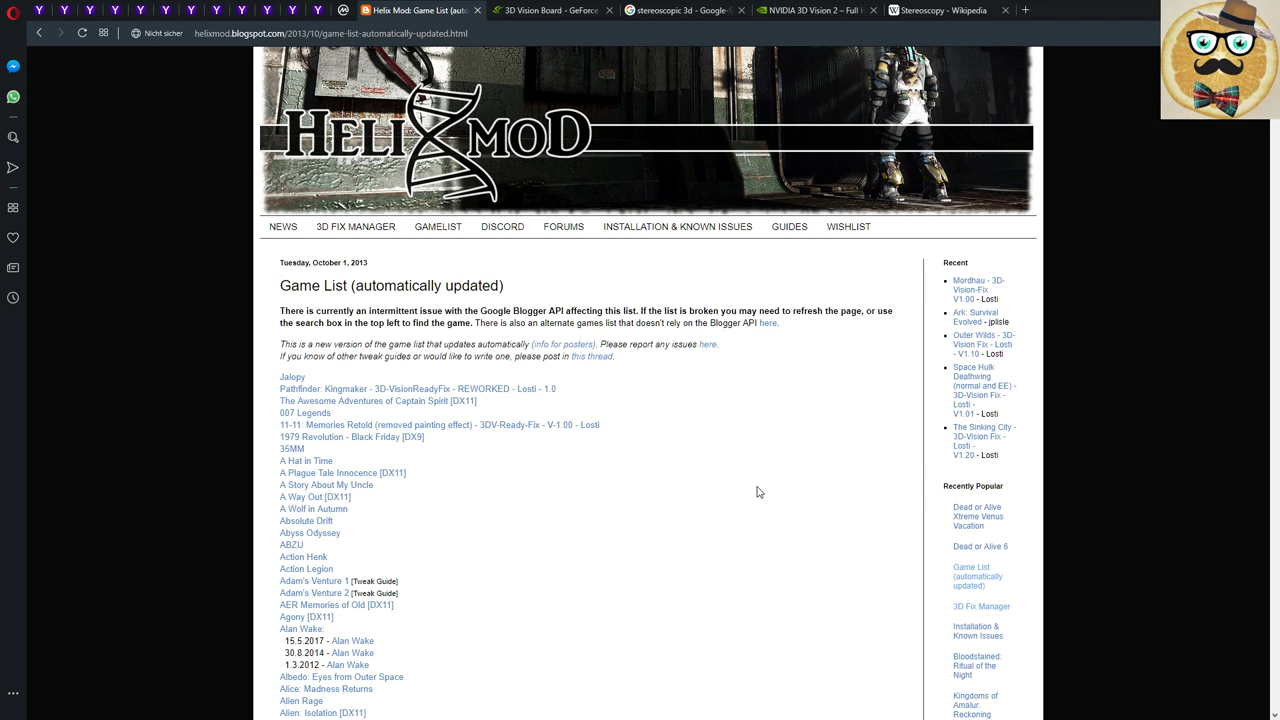 Helix Mod: Game List (auto
3D Vision Board - GeForce
stereoscopic 3d - Google-S
NVIDIA 3D Vision 2 – Full H
Stereoscopy - Wikipedia
Nicht sicher
helixmod.blogspot.com/2013/10/game-list-automatically-updated.html
HELIXMOD
NEWS
3D FIX MANAGER
GAMELIST
DISCORD
FORUMS
INSTALLATION & KNOWN ISSUES
GUIDES
WISHLIST
Tuesday, October 1, 2013
Game List (automatically updated)
There is currently an intermittent issue with the Google Blogger API affecting this list. If the list is broken you may need to refresh the page, or use
the search box in the top left to find the game. There is also an alternate games list that doesn't rely on the Blogger API here.
This is a new version of the game list that updates automatically (info for posters). Please report any issues here.
If you know of other tweak guides or would like to write one, please post in this thread.
Jalopy
Pathfinder: Kingmaker - 3D-VisionReadyFix - REWORKED - Losti - 1.0
The Awesome Adventures of Captain Spirit [DX11]
007 Legends
11-11: Memories Retold (removed painting effect) - 3DV-Ready-Fix - V-1.00 - Losti
1979 Revolution - Black Friday [DX9]
35MM
A Hat in Time
A Plague Tale Innocence [DX11]
A Story About My Uncle
A Way Out [DX11]
A Wolf in Autumn
Absolute Drift
Abyss Odyssey
ABZU
Action Henk
Action Legion
Adam's Venture 1 [Tweak Guide]
Adam's Venture 2 [Tweak Guide]
AER Memories of Old [DX11]
Agony [DX11]
Alan Wake:
15.5.2017 - Alan Wake
30.8.2014 - Alan Wake
1.3.2012 - Alan Wake
Albedo: Eyes from Outer Space
Alice: Madness Returns
Alien Rage
Alien: Isolation [DX11]
Recent
Mordhau - 3D-
Vision-Fix
V1.00 - Losti
Ark: Survival
Evolved - jplisle
Outer Wilds - 3D-
Vision Fix - Losti
- V1.10 - Losti
Space Hulk
Deathwing
(normal and EE) -
3D-Vision Fix -
Losti -
V1.01 - Losti
The Sinking City -
3D-Vision Fix -
Losti -
V1.20 - Losti
Recently Popular
Dead or Alive
Xtreme Venus
Vacation
Dead or Alive 6
Game List
(automatically
updated)
3D Fix Manager
Installation &
Known Issues
Bloodstained:
Ritual of the
Night
Kingdoms of
Amalur:
Reckoning